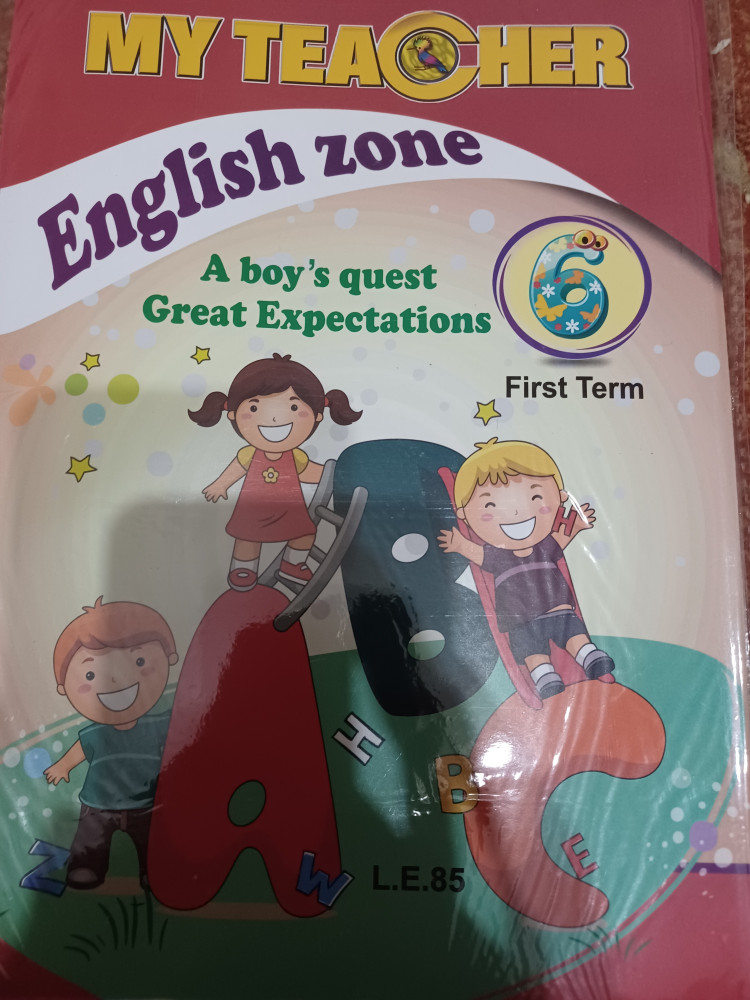 MY TEACHER
English zone
A boy's quest
Great Expectations
6
First Term
H
H
B
E
Z
W
L.E.85
A
B
C